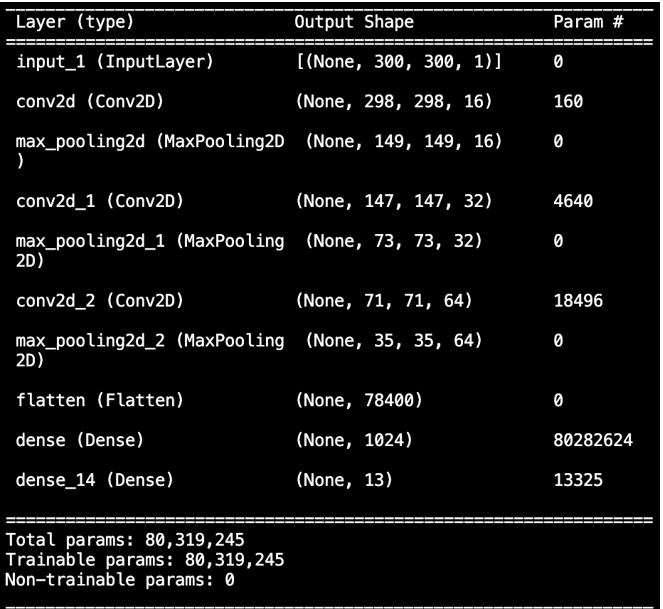 Layer (type) Output Shape Param #
input_1 (InputLayer) [(None, 300, 300, 1)] 0
conv2d (Conv2D) (None, 298, 298, 16) 160
max_pooling2d (MaxPooling2D (None, 149, 149, 16) 0
)
conv2d_1 (Conv2D) (None, 147, 147, 32) 4640
max_pooling2d_1 (MaxPooling (None, 73, 73, 32) 0
2D)
conv2d_2 (Conv2D) (None, 71, 71, 64) 18496
max_pooling2d_2 (MaxPooling (None, 35, 35, 64) 0
2D)
flatten (Flatten) (None, 78400) 0
dense (Dense) (None, 1024) 80282624
dense_14 (Dense) (None, 13) 13325
Total params: 80,319,245
Trainable params: 80,319,245
Non-trainable params: 0